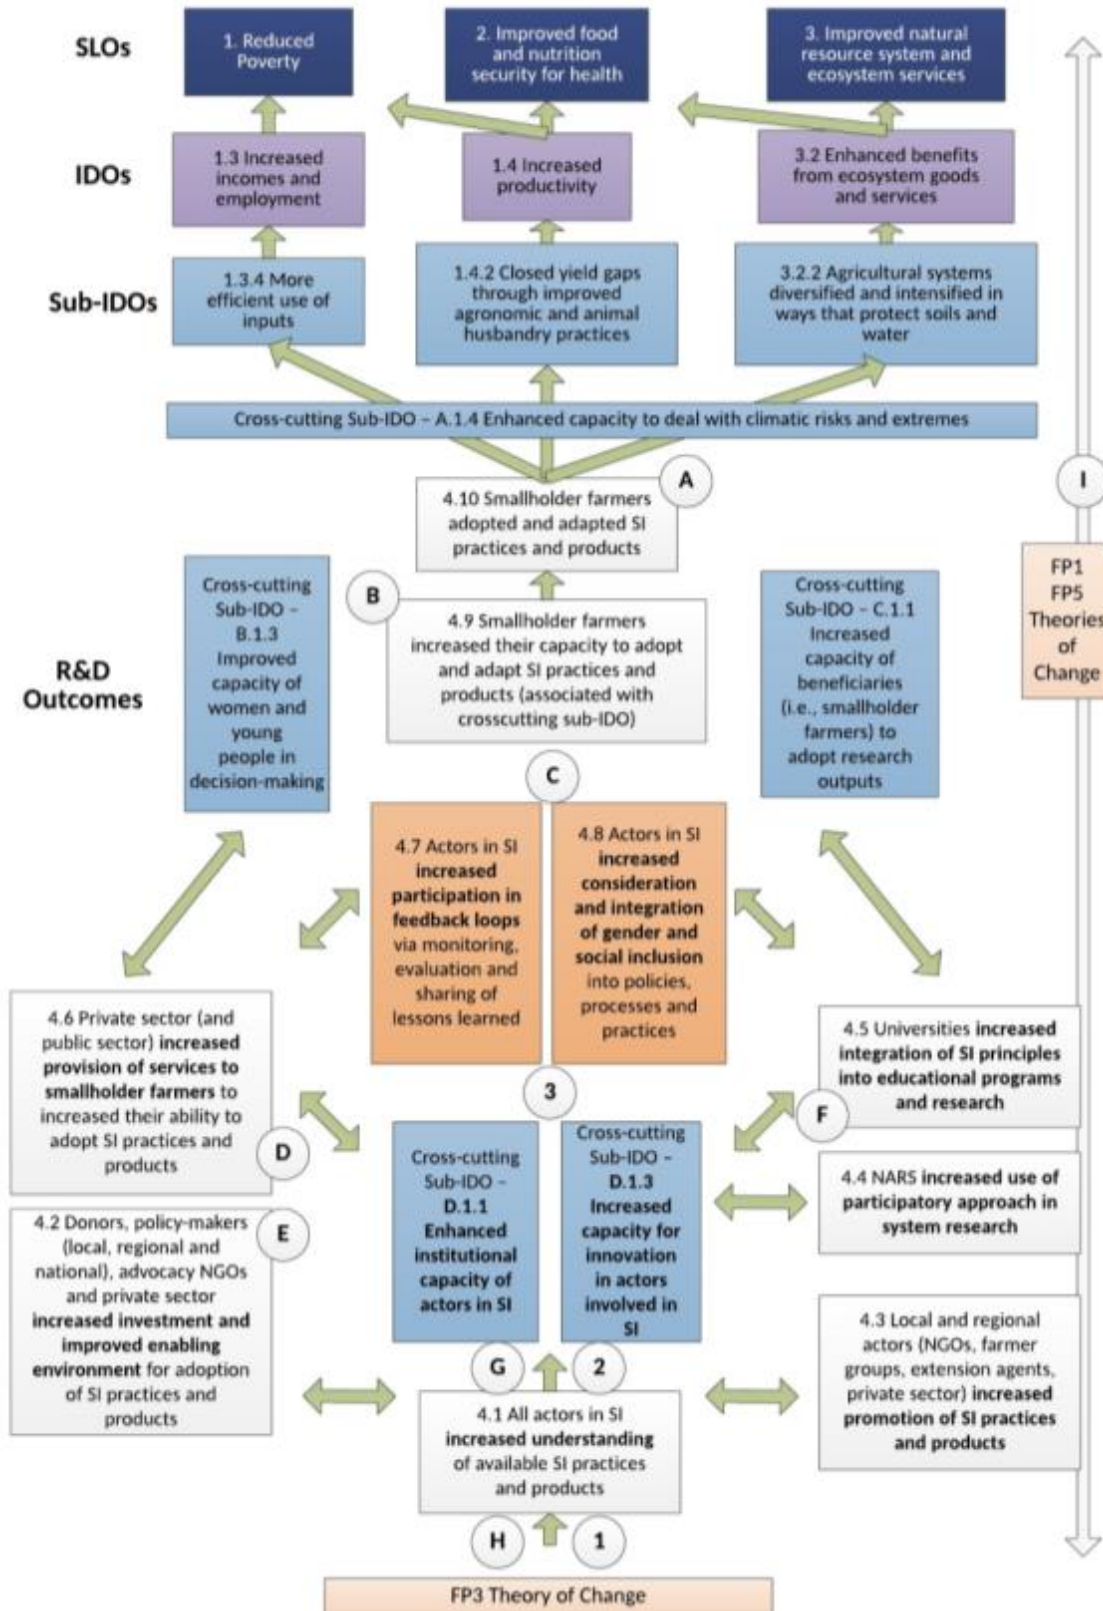 SLOs
1. Reduced
Poverty
2. Improved food
and nutrition
security for health
3. Improved natural
resource system and
ecosystem services
IDOs
1.3 Increased
incomes and
employment
1.4 Increased
productivity
3.2 Enhanced benefits
from ecosystem goods
and services
Sub-IDOs
1.3.4 More
efficient use of
inputs
1.4.2 Closed yield gaps
through improved
agronomic and animal
husbandry practices
3.2.2 Agricultural systems
diversified and intensified in
ways that protect soils and
water
Cross-cutting Sub-IDO – A.1.4 Enhanced capacity to deal with climatic risks and extremes
A
I
4.10 Smallholder farmers
adopted and adapted SI
practices and products
FP1
FP5
Theories
of
Change
R&D
Outcomes
Cross-cutting
Sub-IDO –
B.1.3
Improved
capacity of
women and
young
people in
decision-making
B
4.9 Smallholder farmers
increased their capacity to adopt
and adapt SI practices and
products (associated with
crosscutting sub-IDO)
Cross-cutting
Sub-IDO – C.1.1
Increased
capacity of
beneficiaries
(i.e., smallholder
farmers) to
adopt research
outputs
C
4.7 Actors in SI
increased
participation in
feedback loops
via monitoring,
evaluation and
sharing of
lessons learned
4.8 Actors in SI
increased
consideration
and integration
of gender and
social inclusion
into policies,
processes and
practices
4.6 Private sector (and
public sector) increased
provision of services to
smallholder farmers to
increased their ability to
adopt SI practices and
products
D
3
4.5 Universities increased
integration of SI principles
into educational programs
and research
F
Cross-cutting
Sub-IDO –
D.1.1
Enhanced
institutional
capacity of
actors in SI
Cross-cutting
Sub-IDO –
D.1.3
Increased
capacity for
innovation
in actors
involved in
SI
4.4 NARS increased use of
participatory approach in
system research
4.2 Donors, policy-makers
(local, regional and
national), advocacy NGOs
and private sector
increased investment and
improved enabling
environment for adoption
of SI practices and
products
E
4.3 Local and regional
actors (NGOs, farmer
groups, extension agents,
private sector) increased
promotion of SI practices
and products
G
2
4.1 All actors in SI
increased understanding
of available SI practices
and products
H
1
FP3 Theory of Change